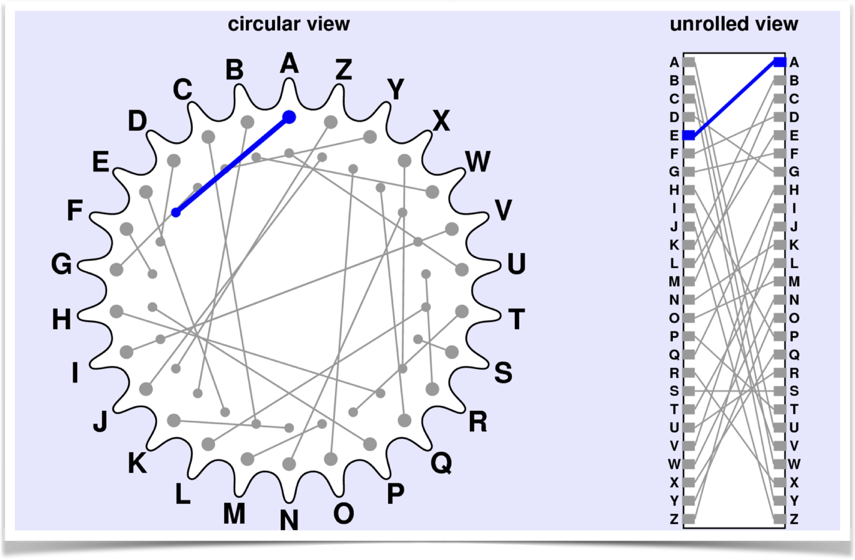 circular view
A
B
C
D
E
F
G
H
I
J
K
L
M
N
O
P
Q
R
S
T
U
V
W
X
Y
Z
unrolled view
A A
B B
C C
D D
E E
F F
G G
H H
I I
J J
K K
L L
M M
N N
O O
P P
Q Q
R R
S S
T T
U U
V V
W W
X X
Y Y
Z Z